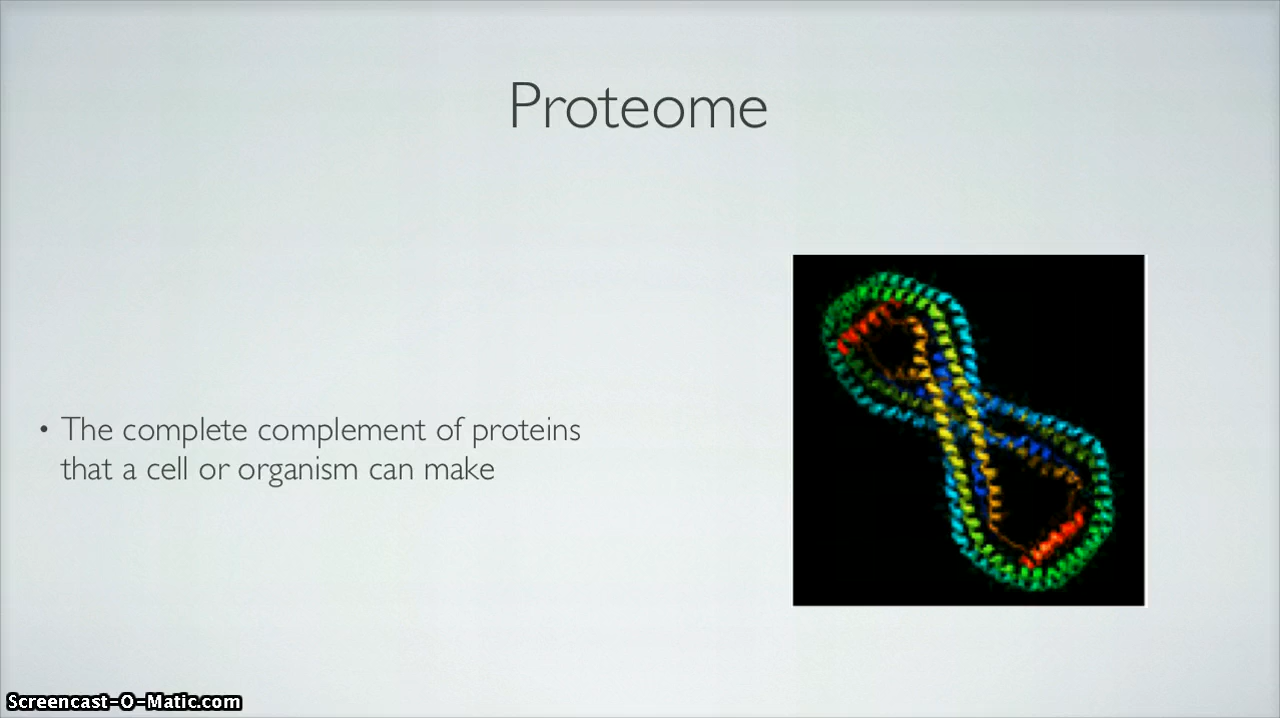 Proteome
• The complete complement of proteins
that a cell or organism can make
Screencast-O-Matic.com